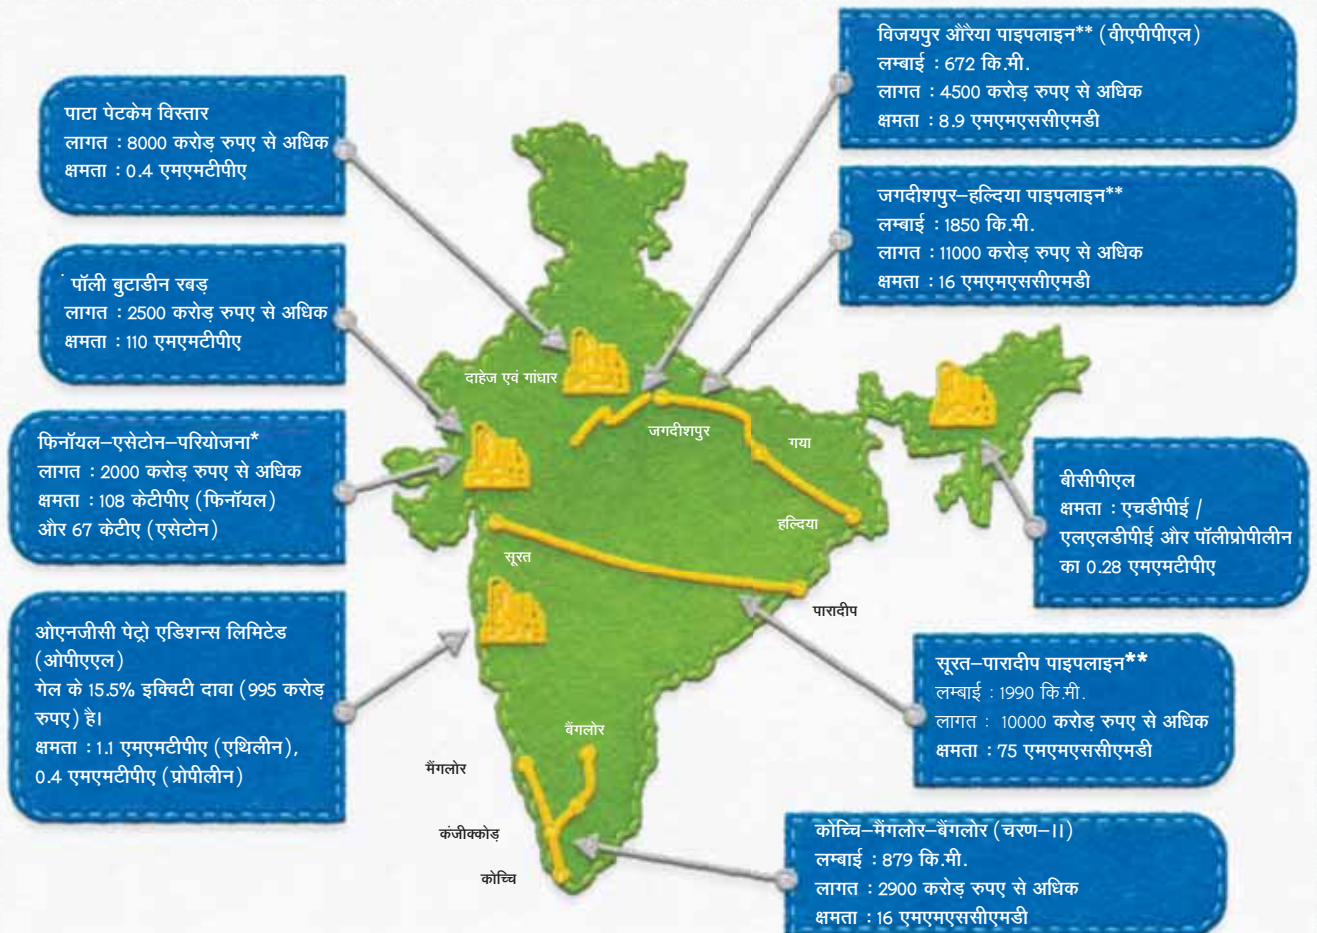 पाटा पेटकेम विस्तार
लागत : 8000 करोड़ रुपए से अधिक
क्षमता : 0.4 एमएमटीपीए
पॉली बुटाडीन रबड़
लागत : 2500 करोड़ रुपए से अधिक
क्षमता : 110 एमएमटीपीए
फिनॉयल–एसेटोन–परियोजना*
लागत : 2000 करोड़ रुपए से अधिक
क्षमता : 108 केटीपीए (फिनॉयल)
और 67 केटीए (एसेटोन)
ओएनजीसी पेट्रो एडिशन्स लिमिटेड
(ओपीएएल)
गेल के 15.5% इक्विटी दावा (995 करोड़
रुपए) है।
क्षमता : 1.1 एमएमटीपीए (एथिलीन),
0.4 एमएमटीपीए (प्रोपीलीन)
विजयपुर औरैया पाइपलाइन** (वीएपीपीएल)
लम्बाई : 672 कि.मी.
लागत : 4500 करोड़ रुपए से अधिक
क्षमता : 8.9 एमएमएससीएमडी
जगदीशपुर–हल्दिया पाइपलाइन**
लम्बाई : 1850 कि.मी.
लागत : 11000 करोड़ रुपए से अधिक
क्षमता : 16 एमएमएससीएमडी
बीसीपीएल
क्षमता : एचडीपीई /
एलएलडीपीई और पॉलीप्रोपीलीन
का 0.28 एमएमटीपीए
सूरत–पारादीप पाइपलाइन**
लम्बाई : 1990 कि.मी.
लागत : 10000 करोड़ रुपए से अधिक
क्षमता : 75 एमएमएससीएमडी
कोच्चि–मैंगलोर–बैंगलोर (चरण–II)
लम्बाई : 879 कि.मी.
लागत : 2900 करोड़ रुपए से अधिक
क्षमता : 16 एमएमएससीएमडी
दाहेज एवं गांधार
जगदीशपुर
गया
हल्दिया
सूरत
पारादीप
बैंगलोर
मैंगलोर
कंजीक्कोड़
कोच्चि